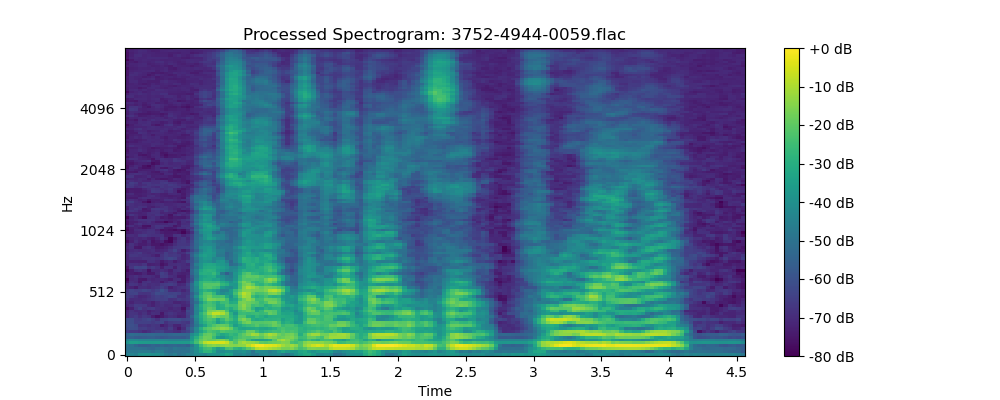 Processed Spectrogram: 3752-4944-0059.flac
+0 dB
-10 dB
-20 dB
-30 dB
-40 dB
-50 dB
-60 dB
-70 dB
-80 dB
Hz
4096
2048
1024
512
0
0 0.5 1 1.5 2 2.5 3 3.5 4 4.5
Time